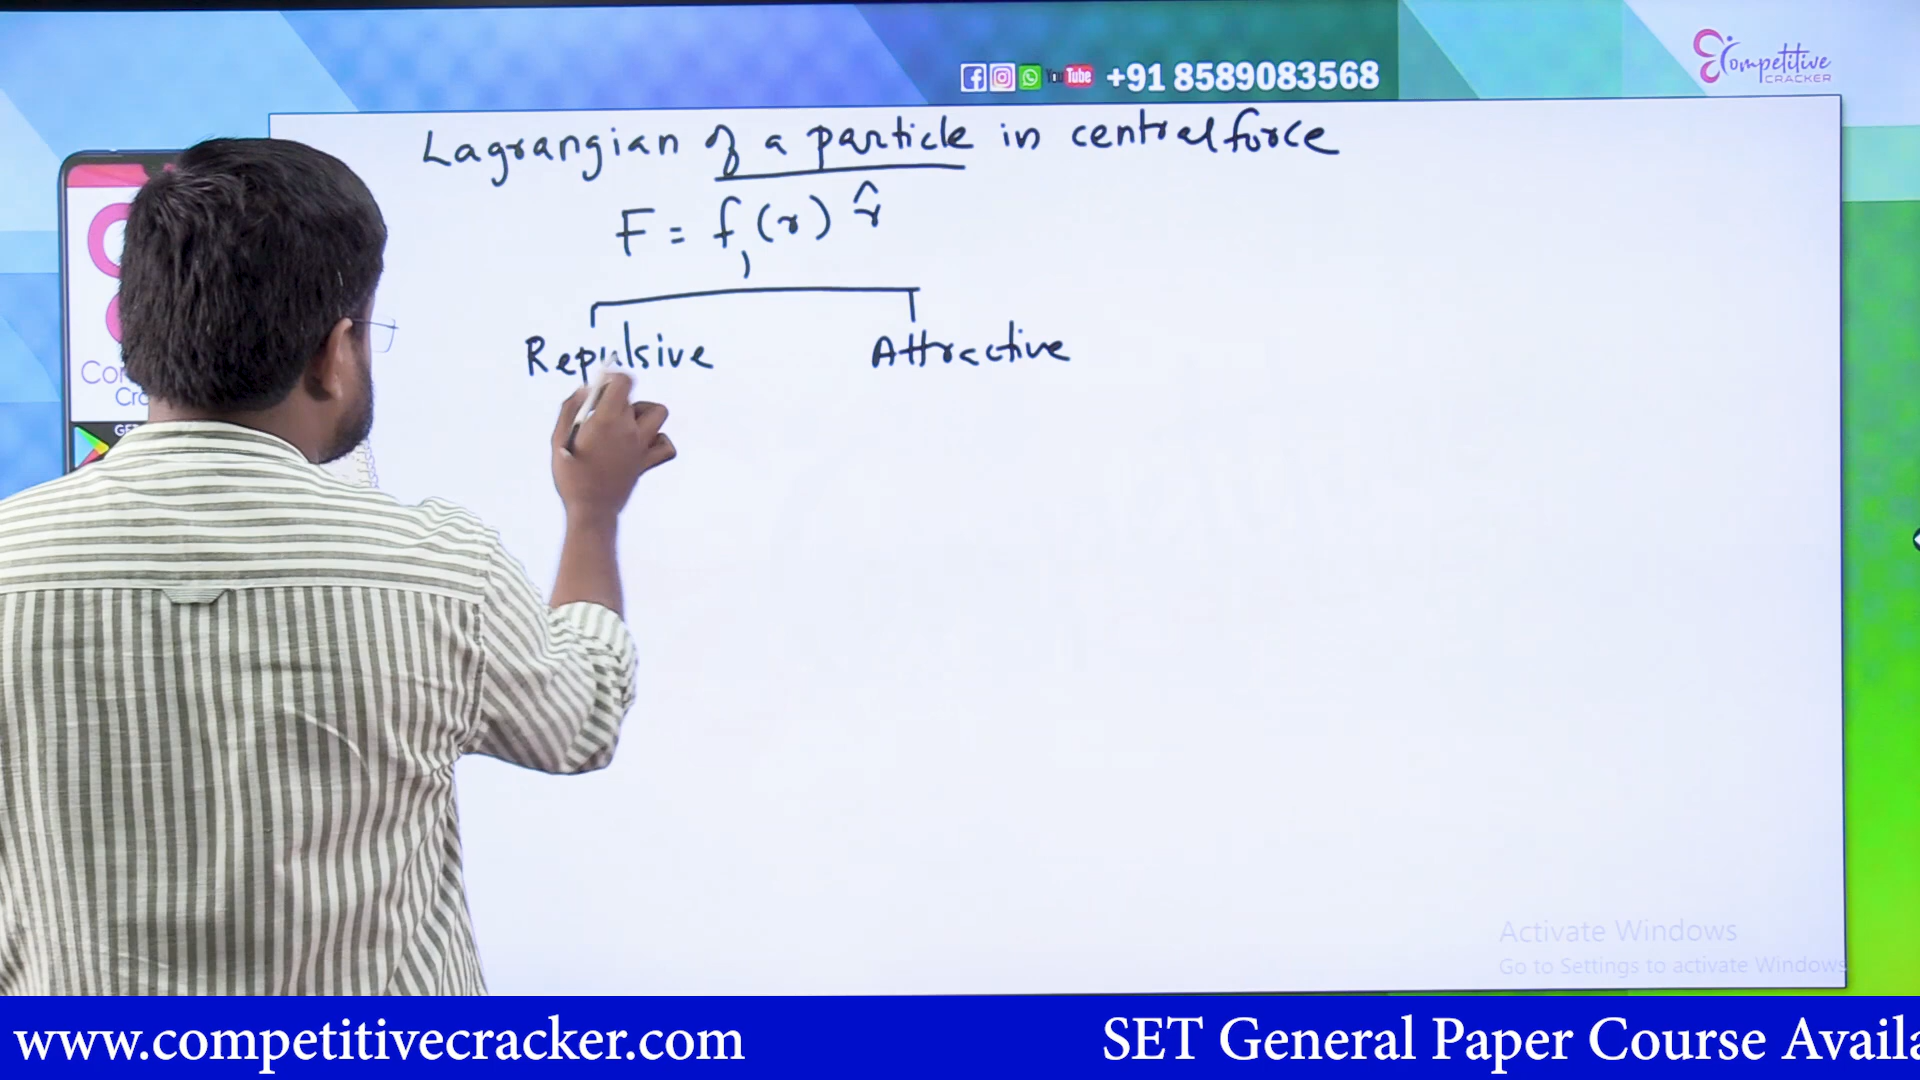 YouTube +91 8589083568
Competitive
CRACKER
Lagrangian of a particle in central force
F = f(r) r̂
Repulsive Attractive
Activate Windows
Go to Settings to activate Windows
www.competitivecracker.com SET General Paper Course Availa